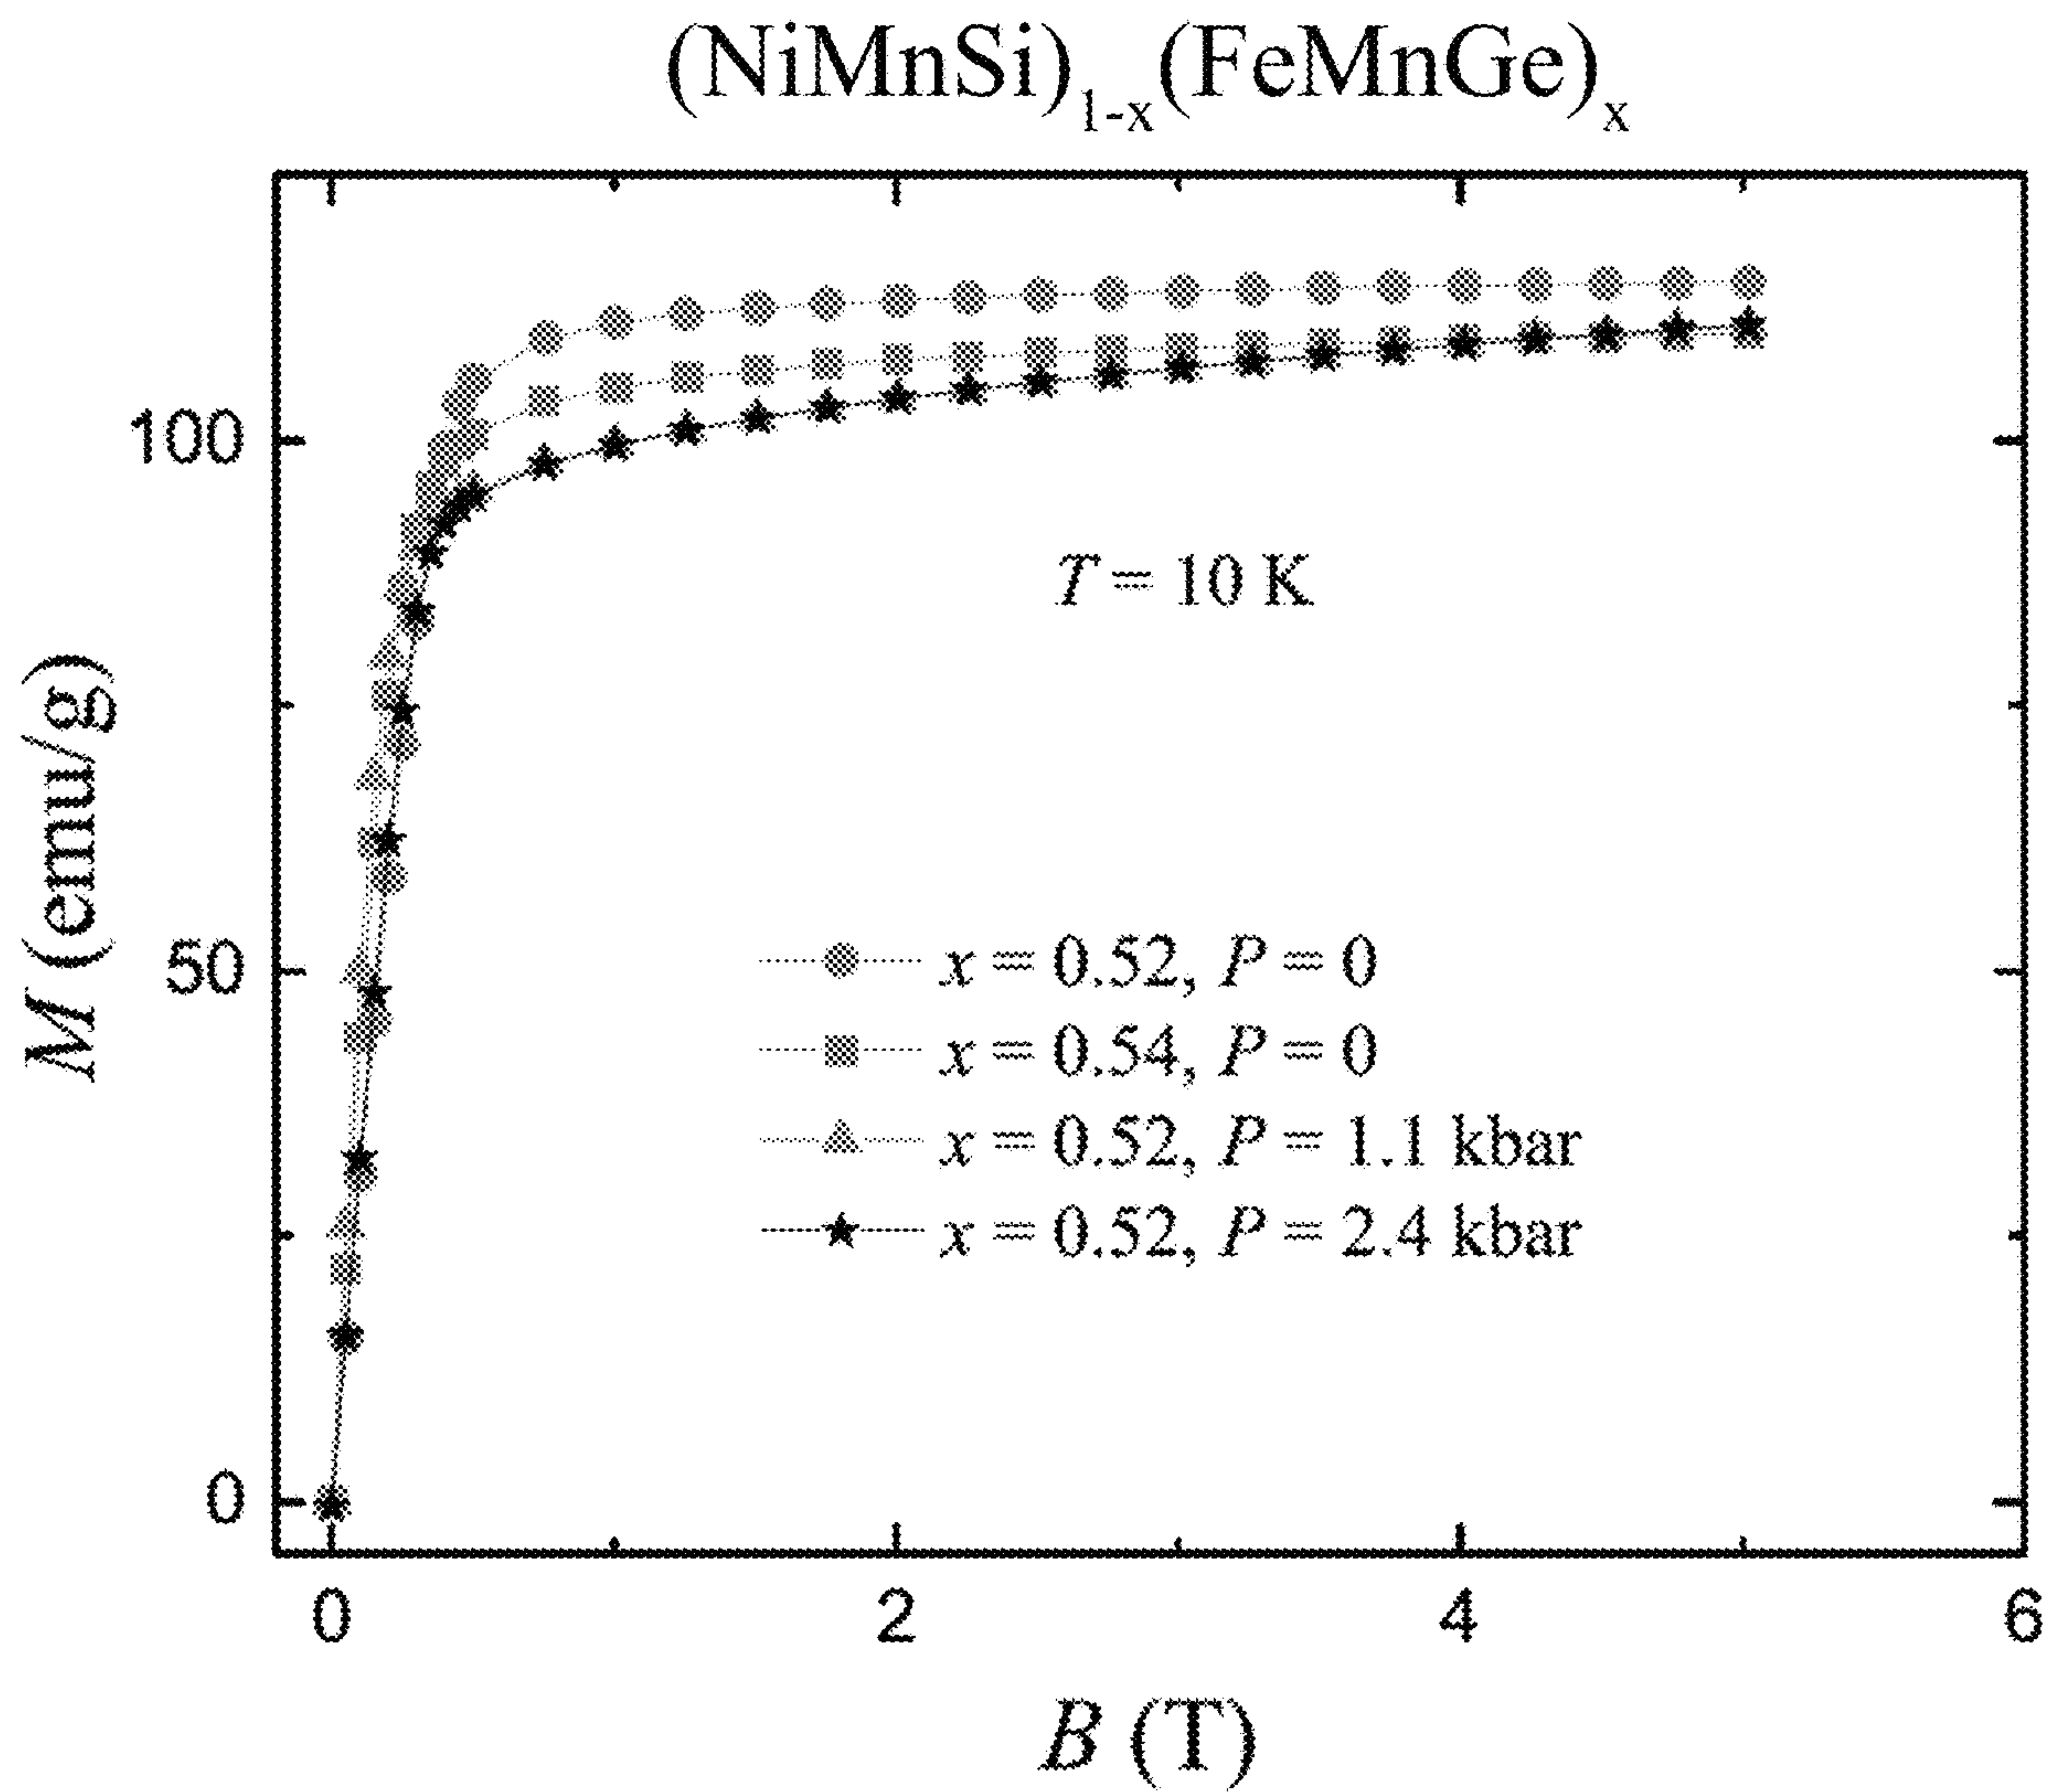 (NiMnSi)1-x(FeMnGe)x
100
T = 10 K
M (emu/g)
50
x = 0.52, P = 0
x = 0.54, P = 0
x = 0.52, P = 1.1 kbar
x = 0.52, P = 2.4 kbar
0
0 2 4 6
B (T)